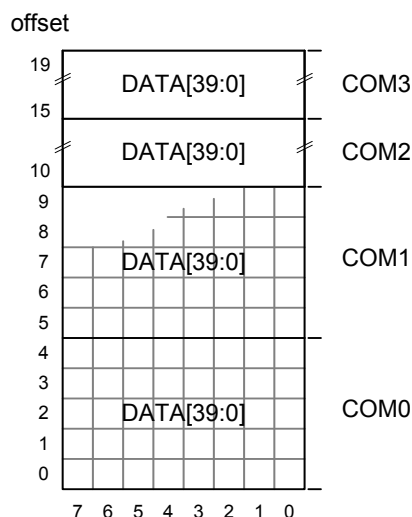 offset
19
DATA[39:0]
COM3
15
DATA[39:0]
COM2
10
9
8
7
DATA[39:0]
COM1
6
5
4
3
2
DATA[39:0]
COM0
1
0
7 6 5 4 3 2 1 0